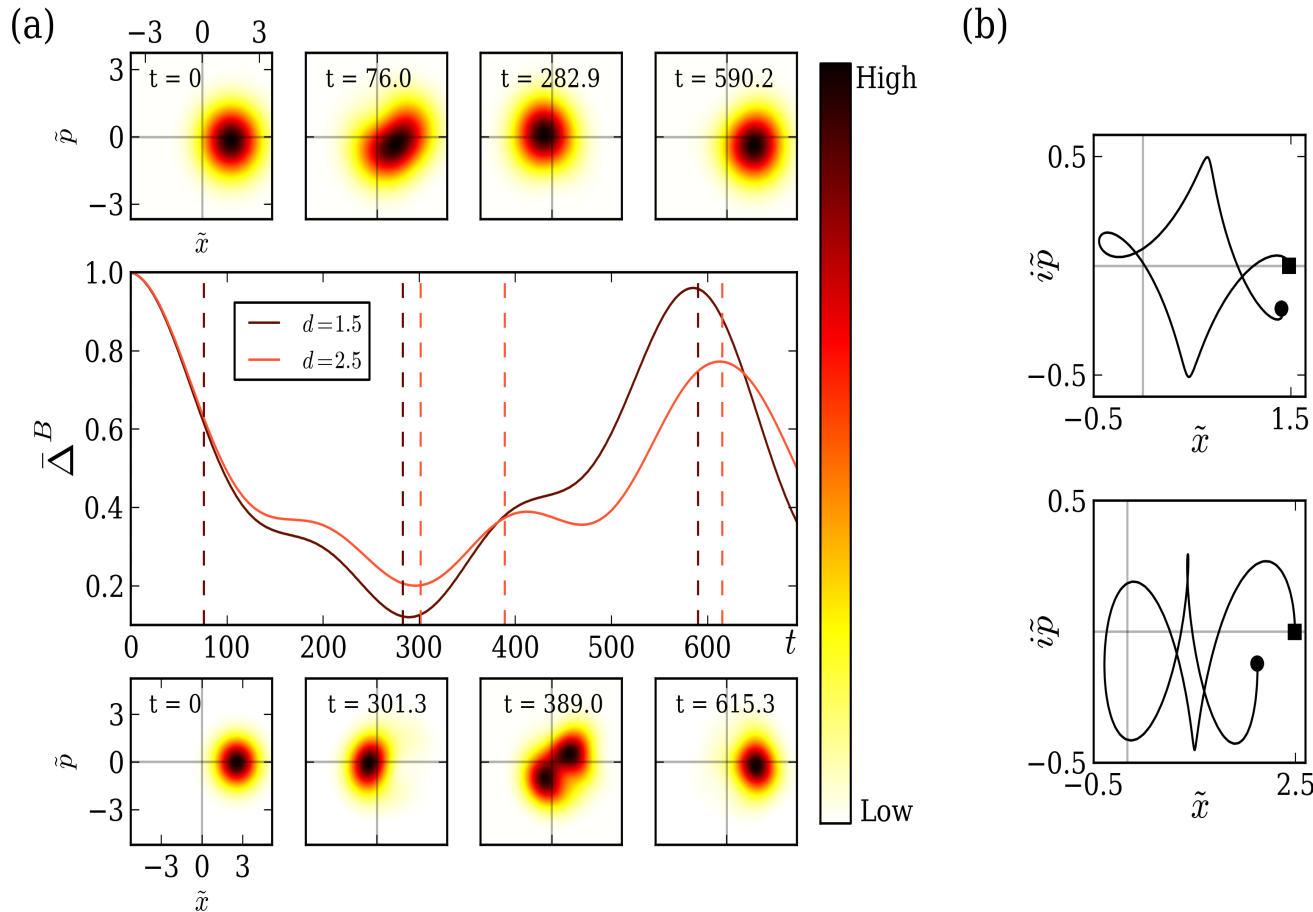 (a)
−3 0 3
t = 0
t = 76.0
t = 282.9
t = 590.2
3
0
−3
p̃
x̃
High
Low
1.0
0.8
0.6
0.4
0.2
Δ̄^B
d=1.5
d=2.5
0 100 200 300 400 500 600 t
t = 0
t = 301.3
t = 389.0
t = 615.3
3
0
−3
p̃
−3 0 3
x̃
(b)
0.5
−0.5
ip̃
−0.5 1.5
x̃
0.5
−0.5
ip̃
−0.5 2.5
x̃